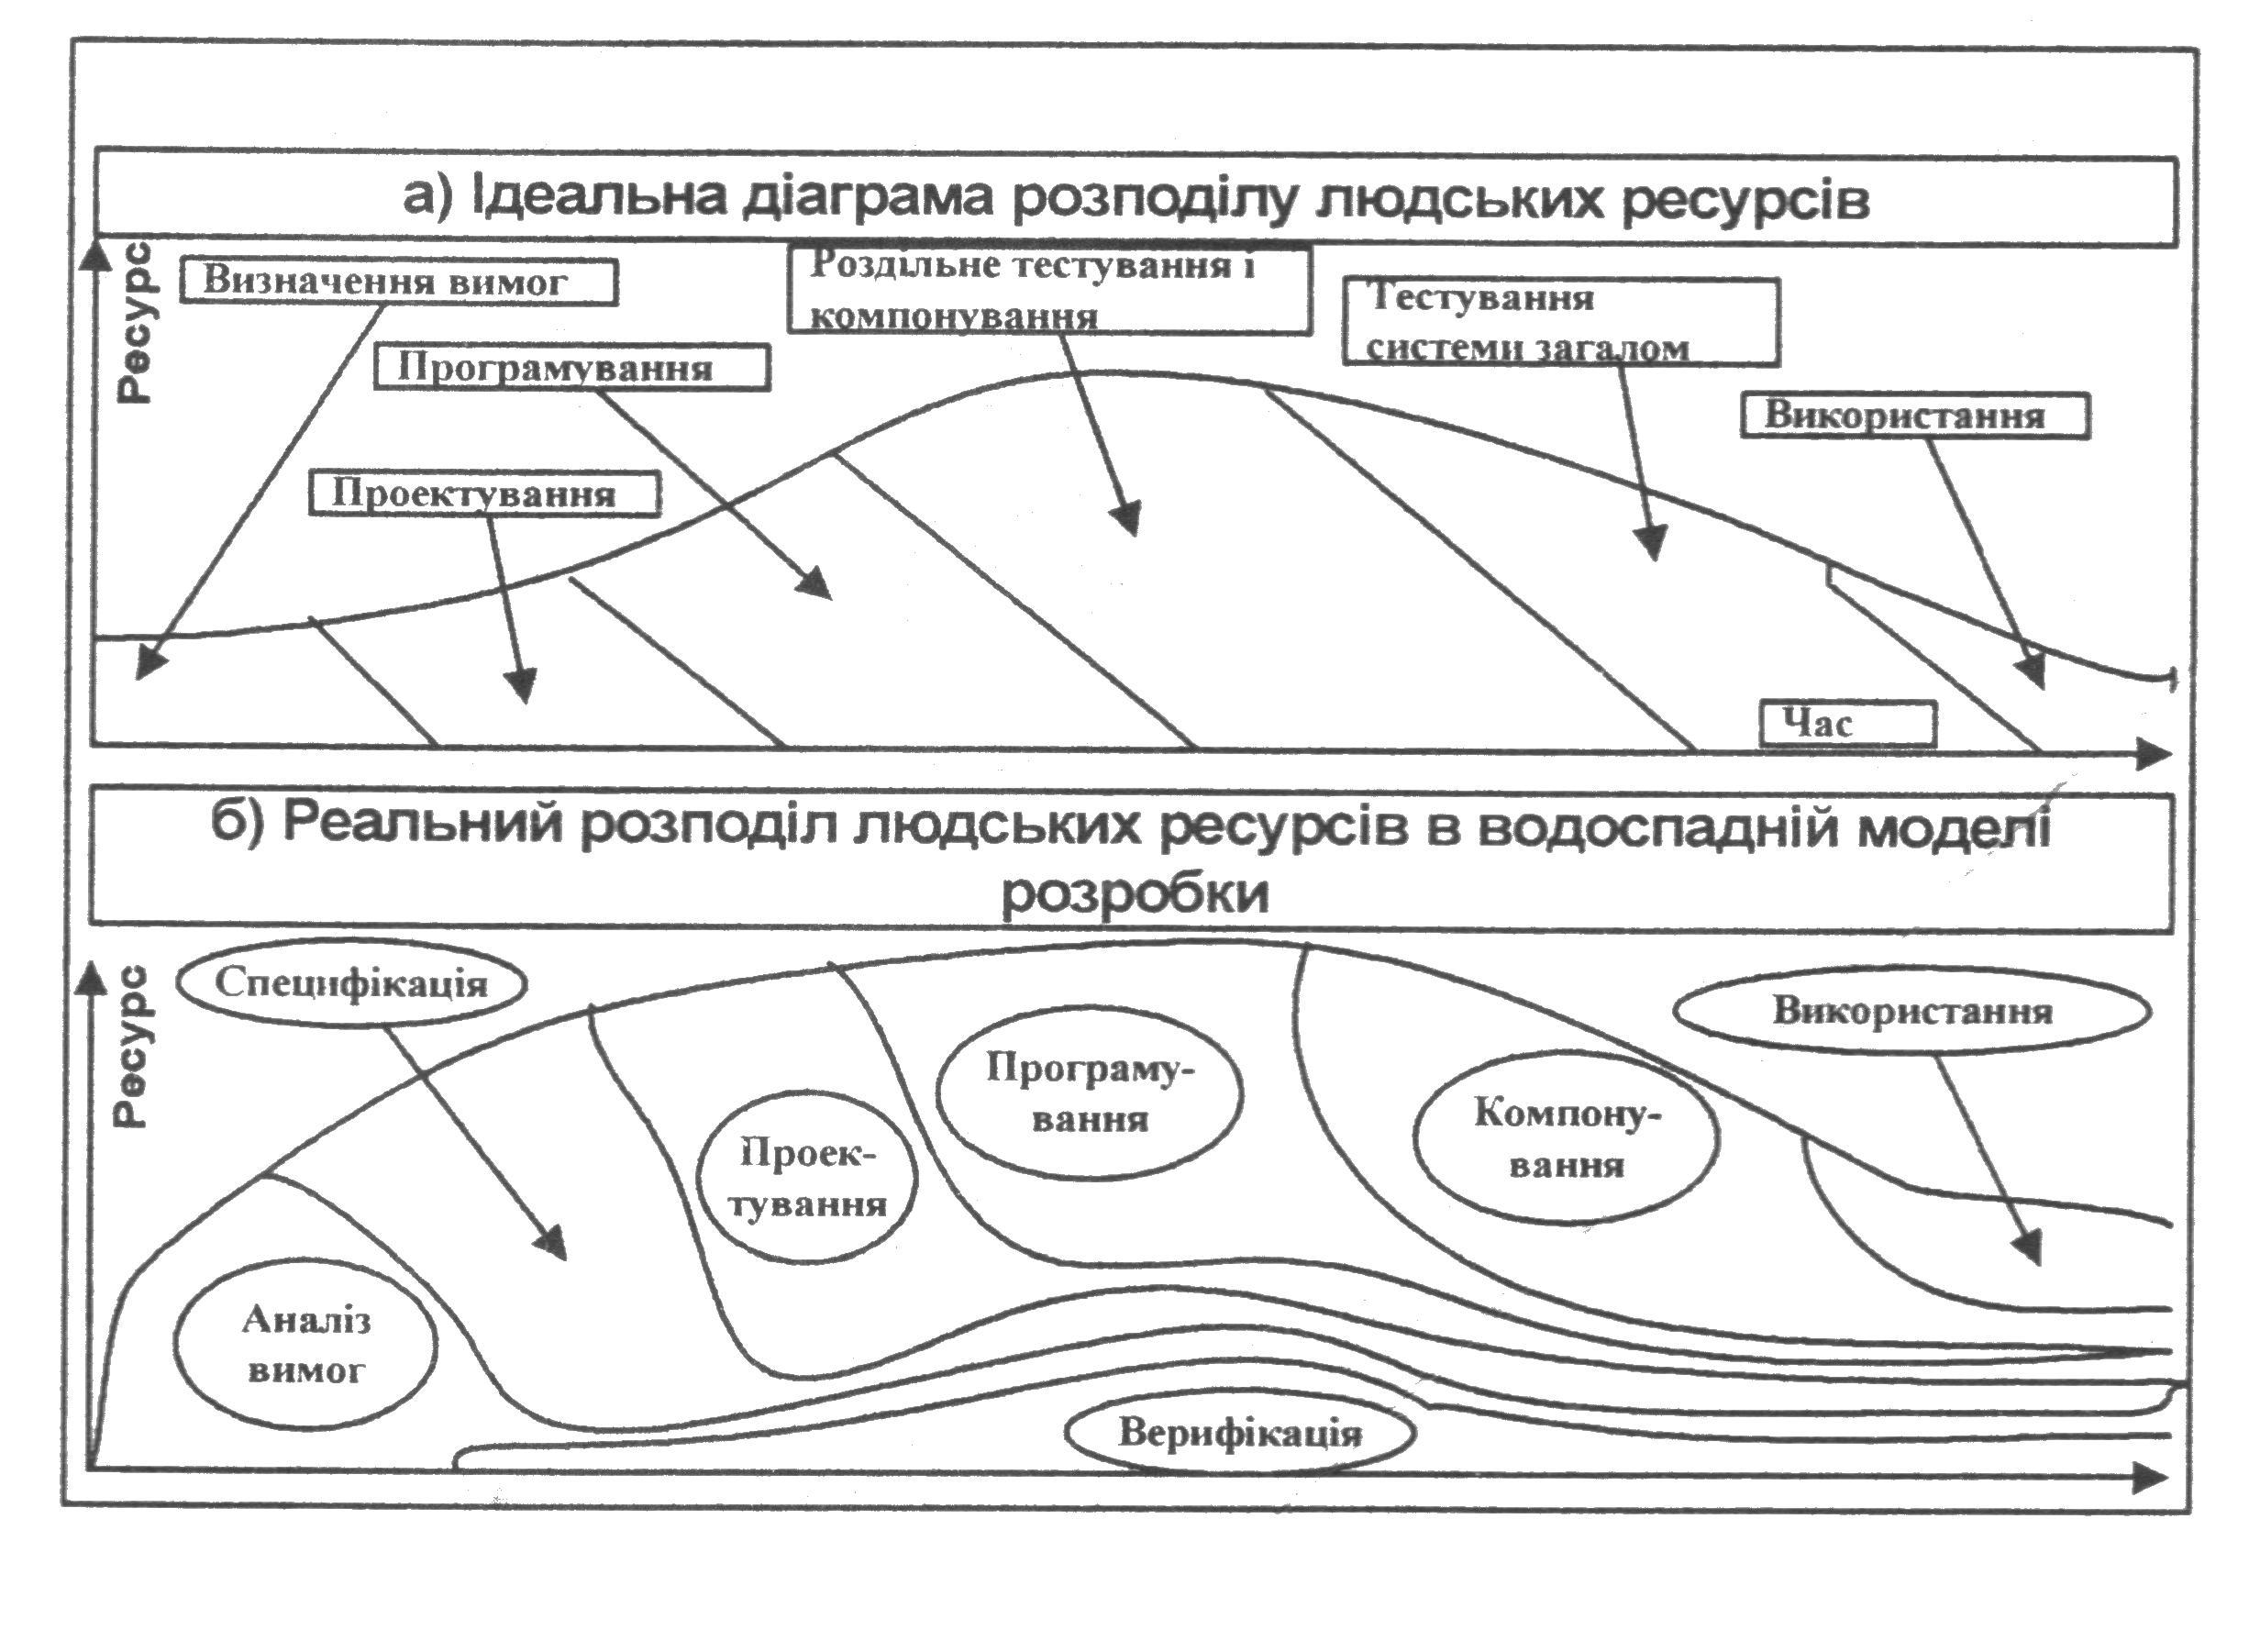 а) Ідеальна діаграма розподілу людських ресурсів
Ресурс
Визначення вимог
Роздільне тестування і
компонування
Тестування
системи загалом
Програмування
Використання
Проектування
Час
б) Реальний розподіл людських ресурсів в водоспадній моделі
розробки
Ресурс
Специфікація
Використання
Програму-
вання
Компону-
вання
Проек-
тування
Аналіз
вимог
Верифікація